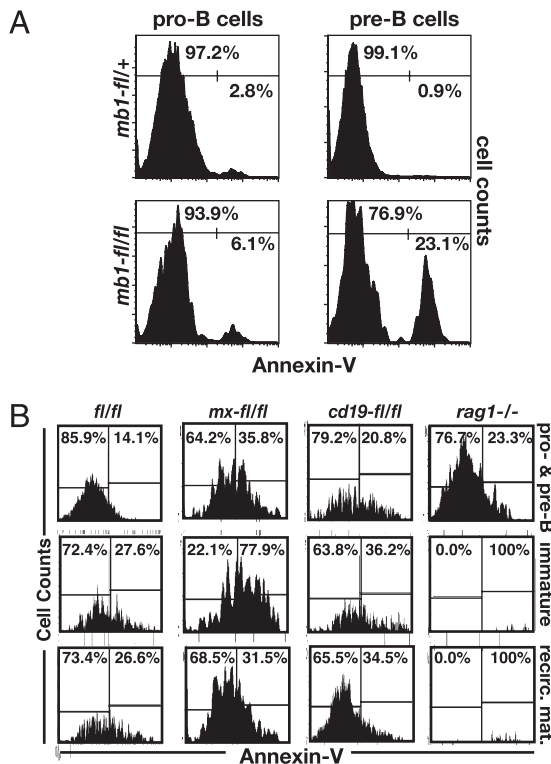 A
pro-B cells
pre-B cells
mb1-fl/+
97.2%
2.8%
99.1%
0.9%
mb1-fl/fl
93.9%
6.1%
76.9%
23.1%
cell counts
Annexin-V
B
fl/fl
mx-fl/fl
cd19-fl/fl
rag1-/-
85.9% 14.1%
64.2% 35.8%
79.2% 20.8%
76.7% 23.3%
pro- & pre-B
72.4% 27.6%
22.1% 77.9%
63.8% 36.2%
0.0% 100%
immature
73.4% 26.6%
68.5% 31.5%
65.5% 34.5%
0.0% 100%
recirc. mat.
Cell Counts
Annexin-V